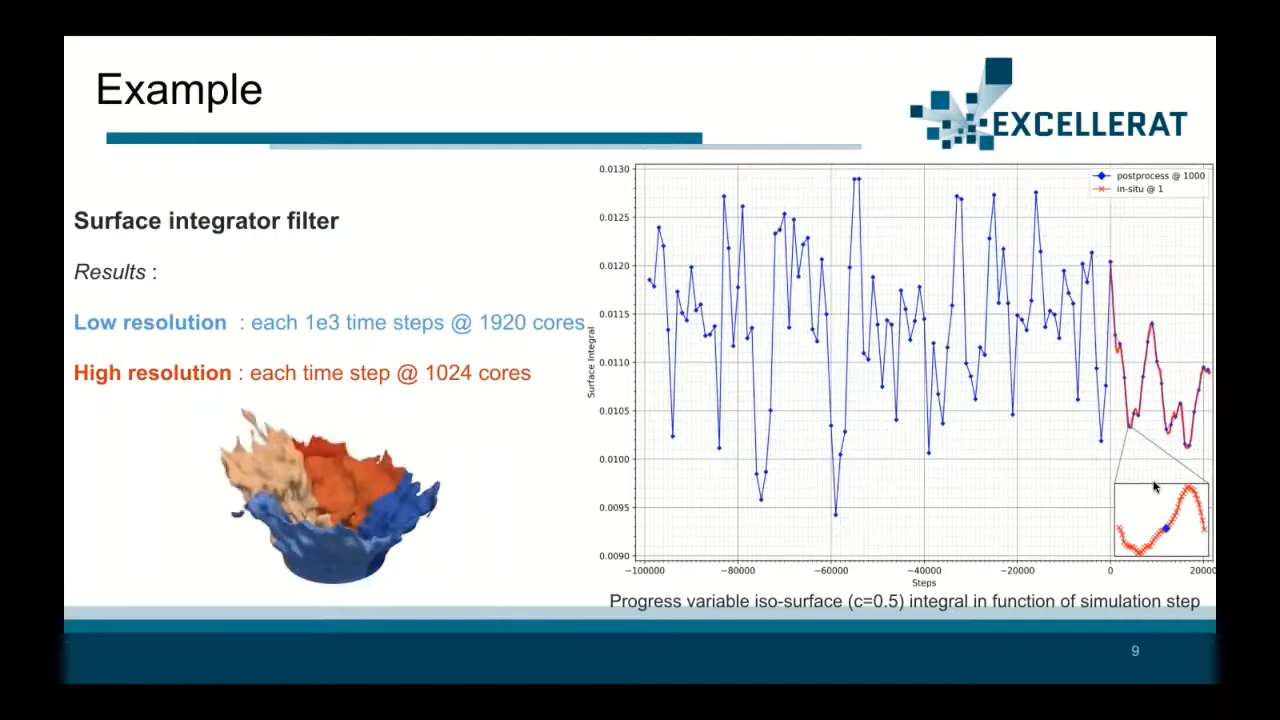 Example
EXCELLERAT
Surface integrator filter
Results :
Low resolution : each 1e3 time steps @ 1920 cores
High resolution : each time step @ 1024 cores
postprocess @ 1000
in-situ @ 1
Surface Integral
0.0130
0.0125
0.0120
0.0115
0.0110
0.0105
0.0100
0.0095
0.0090
−100000 −80000 −60000 −40000 −20000 0 20000
Steps
Progress variable iso-surface (c=0.5) integral in function of simulation step
9